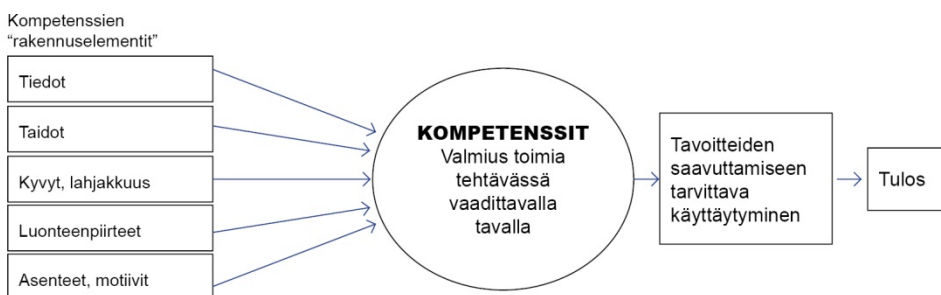 Kompetenssien
“rakennuselementit”
Tiedot
Taidot
Kyvyt, lahjakkuus
Luonteenpiirteet
Asenteet, motiivit
KOMPETENSSIT
Valmius toimia
tehtävässä
vaadittavalla
tavalla
Tavoitteiden
saavuttamiseen
tarvittava
käyttäytyminen
Tulos